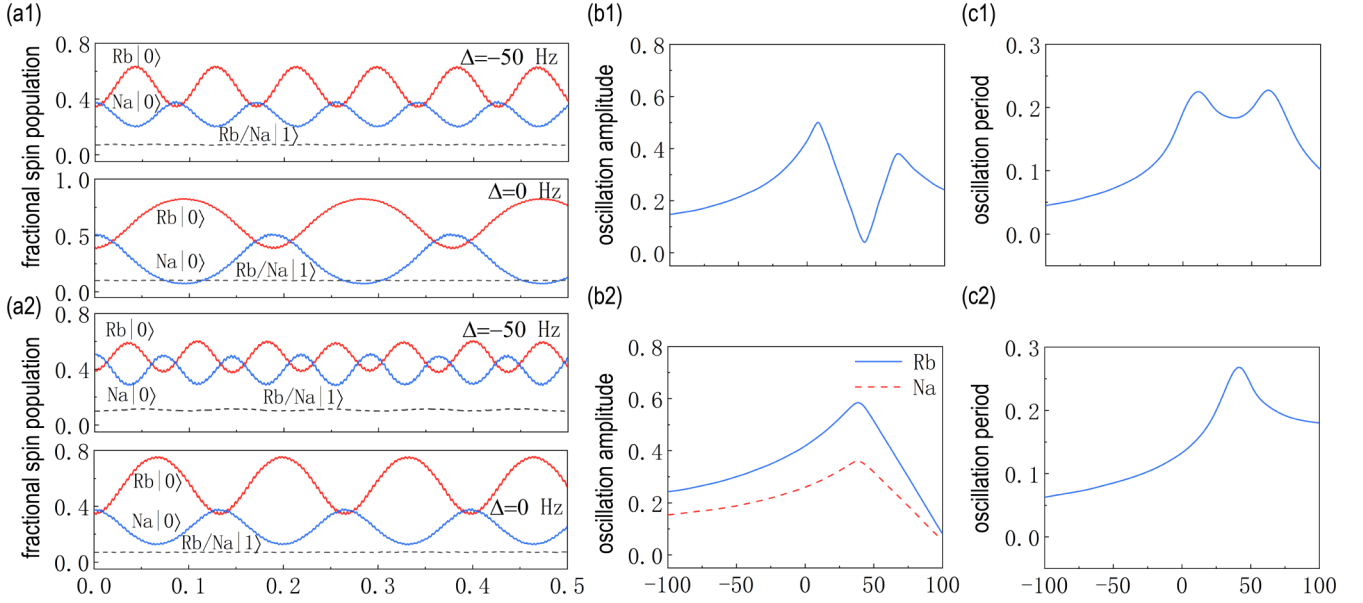 (a1)
fractional spin population
0.8
0.4
0.0
Rb|0⟩
Δ=−50 Hz
Na|0⟩
Rb/Na|1⟩
1.0
0.5
0.0
Δ=0 Hz
Rb|0⟩
Na|0⟩
Rb/Na|1⟩
(a2)
fractional spin population
0.8
0.4
0.0
Rb|0⟩
Δ=−50 Hz
Na|0⟩
Rb/Na|1⟩
0.8
0.4
0.0
Rb|0⟩
Na|0⟩
Δ=0 Hz
Rb/Na|1⟩
0.0 0.1 0.2 0.3 0.4 0.5
(b1)
oscillation amplitude
0.8
0.6
0.4
0.2
0.0
(b2)
oscillation amplitude
0.8
0.6
0.4
0.2
0.0
Rb
Na
−100 −50 0 50 100
(c1)
oscillation period
0.3
0.2
0.1
0.0
(c2)
oscillation period
0.3
0.2
0.1
0.0
−100 −50 0 50 100